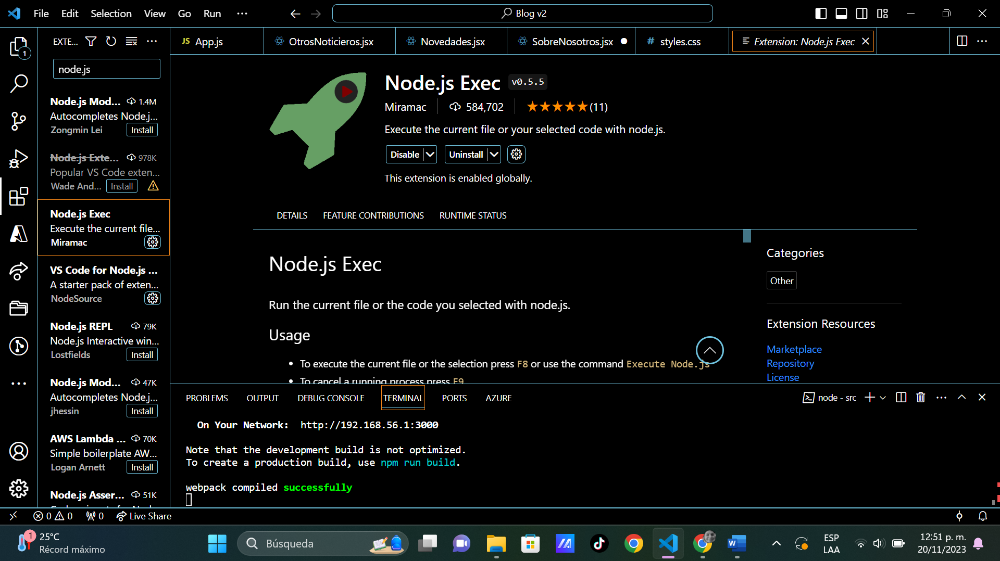 File Edit Selection View Go Run ···
Blog v2
EXTE...
App.js
OtrosNoticieros.jsx
Novedades.jsx
SobreNosotros.jsx
styles.css
Extension: Node.js Exec
1
node.js
Node.js Mod... 1.4M
Autocompletes Node.j...
Zongmin Lei Install
Node.js Exte... 978K
Popular VS Code exten...
Wade And... Install
Node.js Exec
Execute the current file...
Miramac
VS Code for Node.js ...
A starter pack of exten...
NodeSource
Node.js REPL 79K
Node.js Interactive win...
Lostfields Install
Node.js Mod... 47K
Autocompletes Node.j...
jhessin Install
AWS Lambda ... 70K
Simple boilerplate AW...
Logan Arnett Install
Node.js Asser... 51K
Node.js Exec v0.5.5
Miramac 584,702 ★★★★★(11)
Execute the current file or your selected code with node.js.
Disable Uninstall
This extension is enabled globally.
DETAILS FEATURE CONTRIBUTIONS RUNTIME STATUS
Node.js Exec
Run the current file or the code you selected with node.js.
Usage
• To execute the current file or the selection press F8 or use the command Execute Node.js
• To cancel a running process press F9
Categories
Other
Extension Resources
Marketplace
Repository
License
PROBLEMS OUTPUT DEBUG CONSOLE TERMINAL PORTS AZURE
node - src
On Your Network: http://192.168.56.1:3000
Note that the development build is not optimized.
To create a production build, use npm run build.
webpack compiled successfully
0 0 0 Live Share
1
25°C
Récord máximo
Búsqueda
ESP
LAA
12:51 p. m.
20/11/2023